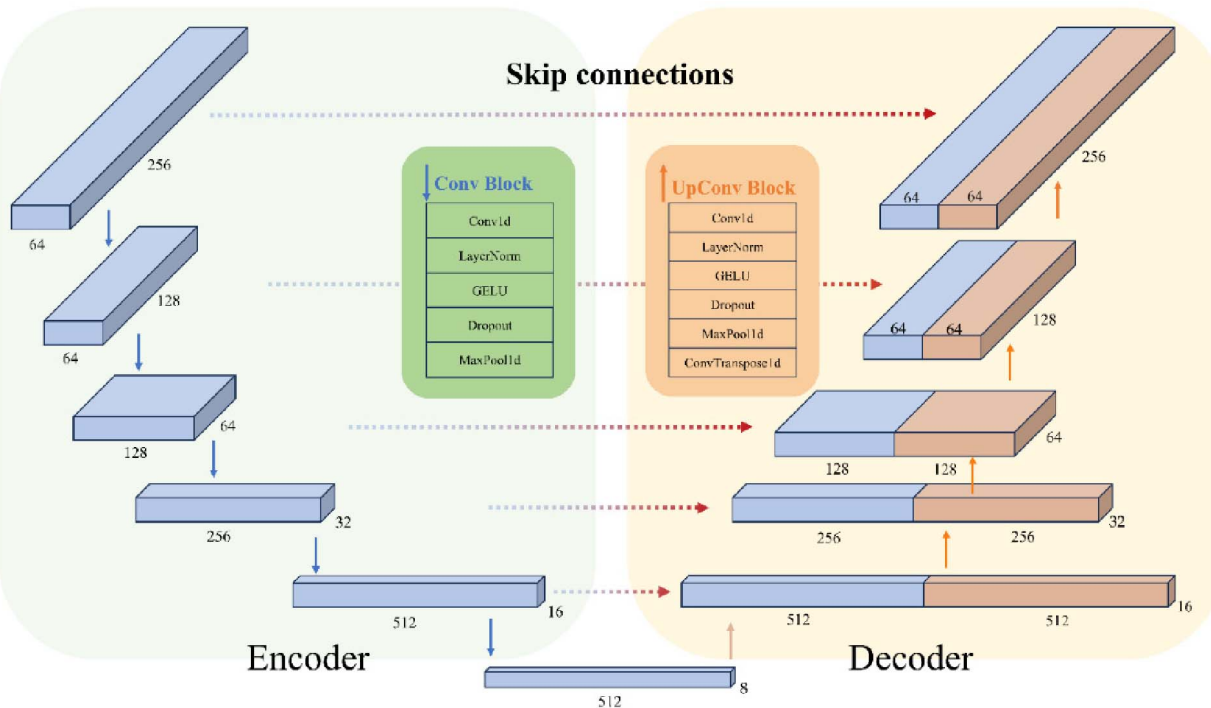 Skip connections
256
64
128
64
64
128
32
256
16
512
8
512
Conv Block
Conv1d
LayerNorm
GELU
Dropout
MaxPool1d
UpConv Block
Conv1d
LayerNorm
GELU
Dropout
MaxPool1d
ConvTranspose1d
256
64 64
128
64 64
64
128 128
32
256 256
16
512 512
Encoder
Decoder